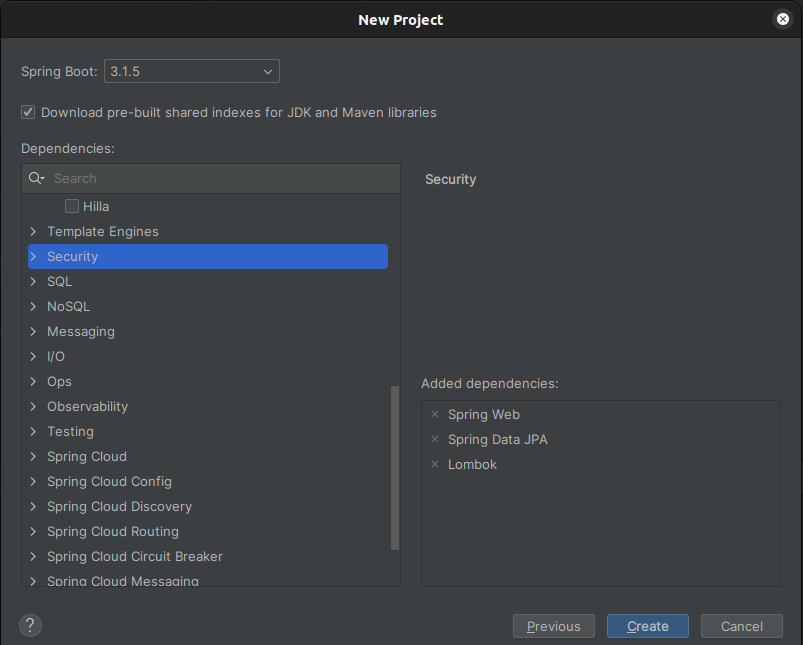 New Project
Spring Boot: 3.1.5
Download pre-built shared indexes for JDK and Maven libraries
Dependencies:
Search
Hilla
Template Engines
Security
SQL
NoSQL
Messaging
I/O
Ops
Observability
Testing
Spring Cloud
Spring Cloud Config
Spring Cloud Discovery
Spring Cloud Routing
Spring Cloud Circuit Breaker
Spring Cloud Messaging
Security
Added dependencies:
Spring Web
Spring Data JPA
Lombok
?
Previous
Create
Cancel